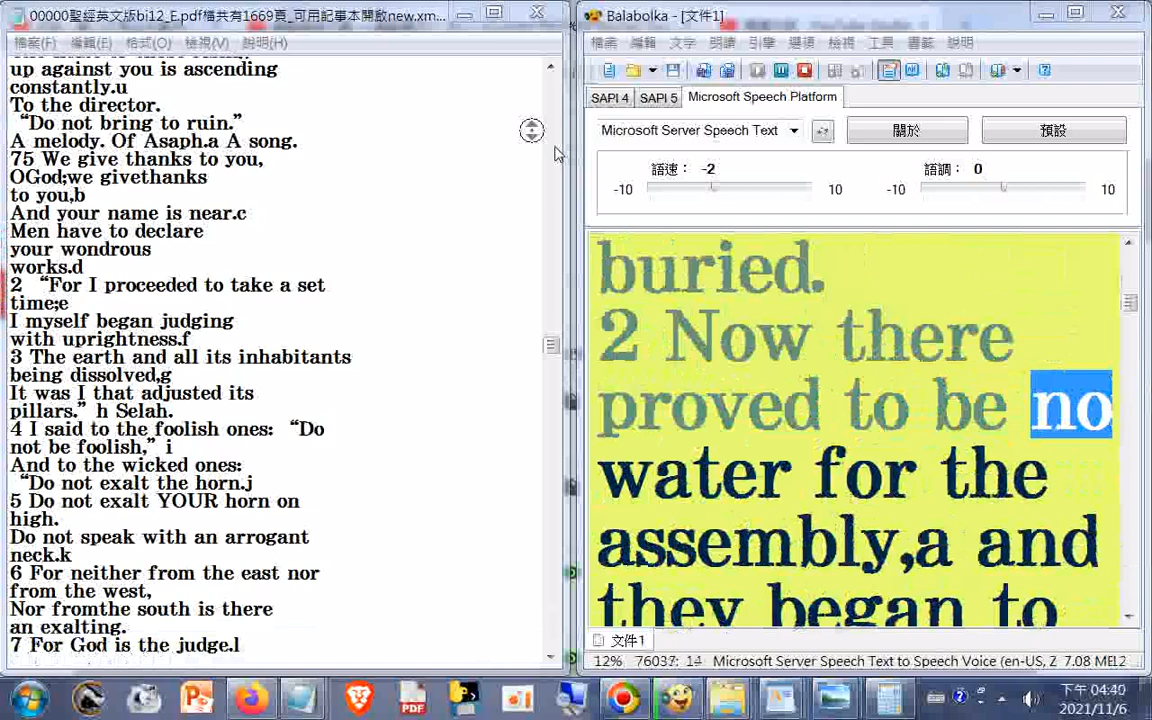 00000聖經英文版bi12_E.pdf檔共有1669頁_可用記事本開啟new.xm...
檔案(F) 編輯(E) 格式(O) 檢視(V) 說明(H)
up against you is ascending
constantly.u
To the director.
“Do not bring to ruin.”
A melody. Of Asaph.a A song.
75 We give thanks to you,
OGod;we givethanks
to you,b
And your name is near.c
Men have to declare
your wondrous
works.d
2 “For I proceeded to take a set
time;e
I myself began judging
with uprightness.f
3 The earth and all its inhabitants
being dissolved,g
It was I that adjusted its
pillars.” h Selah.
4 I said to the foolish ones: “Do
not be foolish,” i
And to the wicked ones:
“Do not exalt the horn.j
5 Do not exalt YOUR horn on
high.
Do not speak with an arrogant
neck.k
6 For neither from the east nor
from the west,
Nor fromthe south is there
an exalting.
7 For God is the judge.l
Balabolka - [文件1]
檔案 編輯 文字 朗讀 引擎 選項 檢視 工具 書籤 說明
SAPI 4 SAPI 5 Microsoft Speech Platform
Microsoft Server Speech Text 關於 預設
語速： -2 語調： 0
-10 10 -10 10
buried.
2 Now there
proved to be no
water for the
assembly,a and
they began to
文件1
12% 76037: 14 Microsoft Server Speech Text to Speech Voice (en-US, Z 7.08 ME12
PDF
下午 04:40
2021/11/6